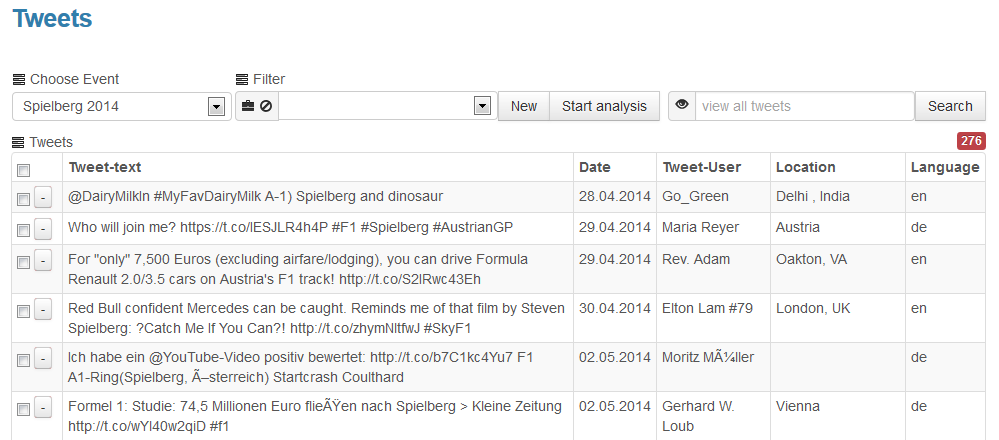 Tweets
Choose Event Filter
Spielberg 2014 New Start analysis view all tweets Search
Tweets 276
Tweet-text Date Tweet-User Location Language
- @DairyMilkIn #MyFavDairyMilk A-1) Spielberg and dinosaur 28.04.2014 Go_Green Delhi , India en
- Who will join me? https://t.co/IESJLR4h4P #F1 #Spielberg #AustrianGP 29.04.2014 Maria Reyer Austria de
- For "only" 7,500 Euros (excluding airfare/lodging), you can drive Formula 29.04.2014 Rev. Adam Oakton, VA en
Renault 2.0/3.5 cars on Austria's F1 track! http://t.co/S2lRwc43Eh
- Red Bull confident Mercedes can be caught. Reminds me of that film by Steven 30.04.2014 Elton Lam #79 London, UK en
Spielberg: ?Catch Me If You Can?! http://t.co/zhymNltfwJ #SkyF1
- Ich habe ein @YouTube-Video positiv bewertet: http://t.co/b7C1kc4Yu7 F1 02.05.2014 Moritz MÃ¼ller de
A1-Ring(Spielberg, Ã–sterreich) Startcrash Coulthard
- Formel 1: Studie: 74,5 Millionen Euro flieÃŸen nach Spielberg > Kleine Zeitung 02.05.2014 Gerhard W. Vienna de
http://t.co/wYl40w2qiD #f1 Loub